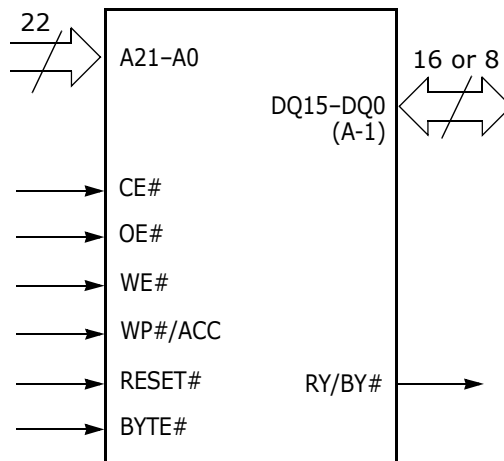 22
A21–A0
16 or 8
DQ15–DQ0
(A-1)
CE#
OE#
WE#
WP#/ACC
RESET#
RY/BY#
BYTE#